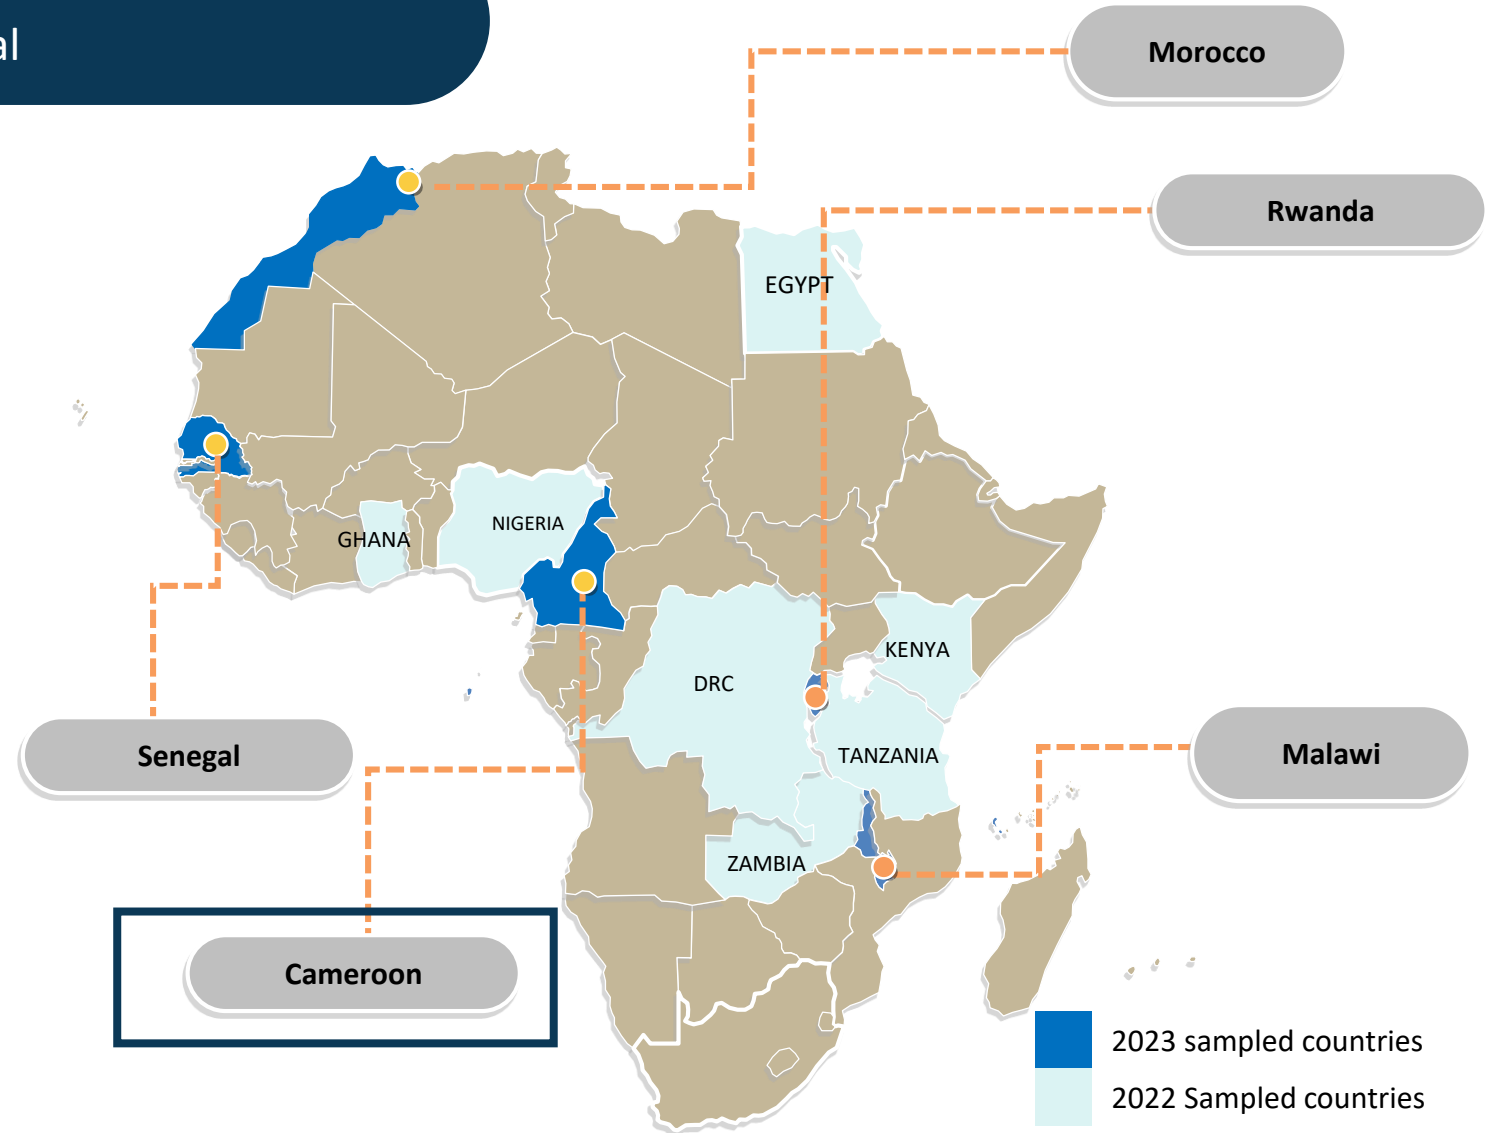 al
Morocco
Rwanda
EGYPT
NIGERIA
GHANA
KENYA
DRC
Senegal
TANZANIA
Malawi
ZAMBIA
Cameroon
2023 sampled countries
2022 Sampled countries